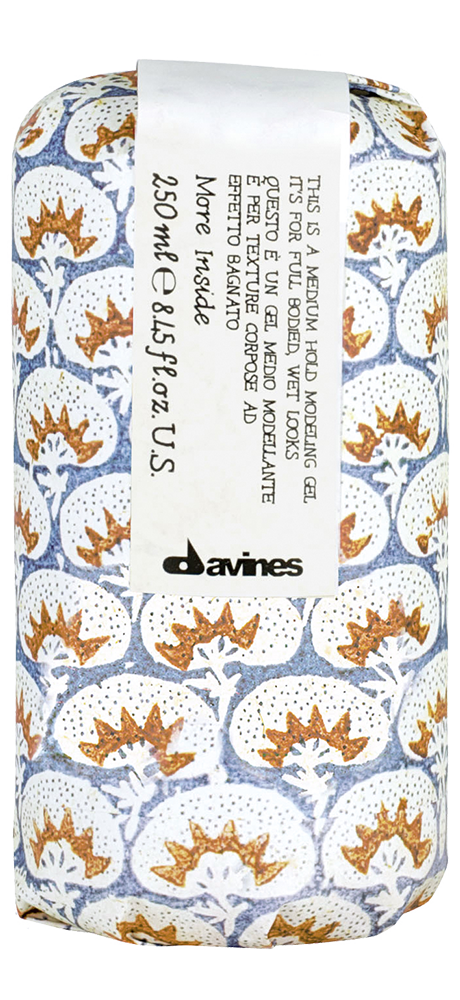 THIS IS A MEDIUM HOLD MODELING GEL
IT'S FOR FULL BODIED, WET LOOKS
QUESTO È UN GEL MEDIO MODELLANTE
E PER TEXTURE CORPOSE AD
EFFETTO BAGNATO
More Inside
250 ml ℮ 8.45 fl.oz. U.S.
davines